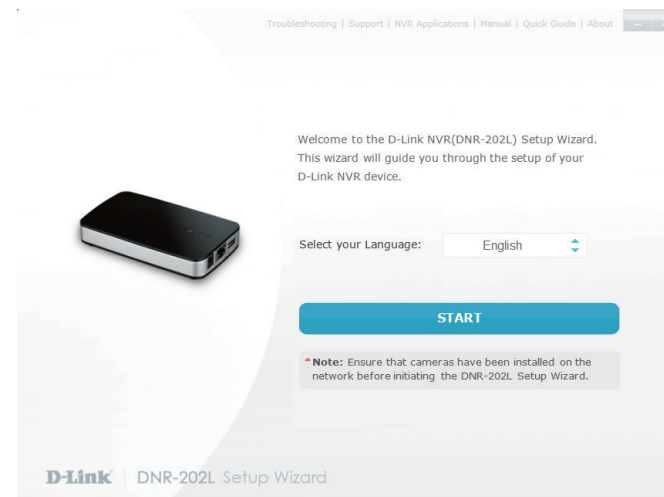 Troubleshooting | Support | NVR Applications | Manual | Quick Guide | About
Welcome to the D-Link NVR(DNR-202L) Setup Wizard.
This wizard will guide you through the setup of your
D-Link NVR device.
Select your Language: English
START
*Note: Ensure that cameras have been installed on the
network before initiating the DNR-202L Setup Wizard.
D-Link DNR-202L Setup Wizard